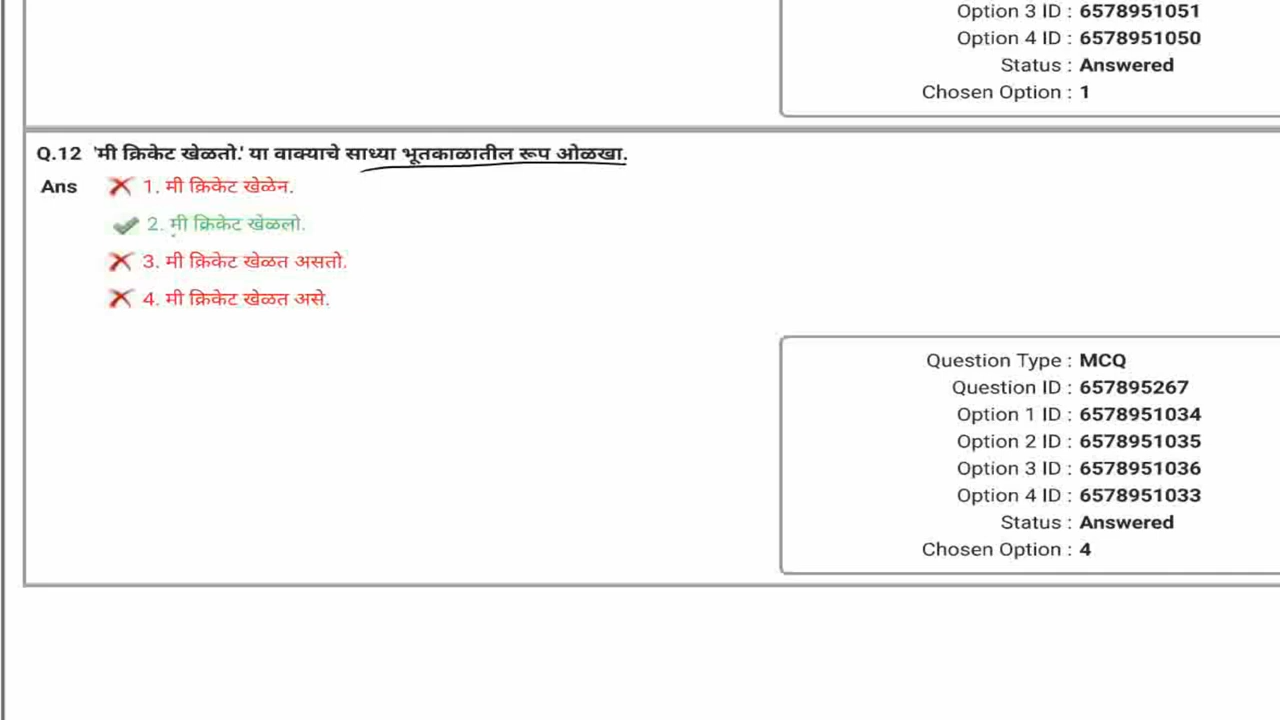 Option 3 ID : 6578951051
Option 4 ID : 6578951050
Status : Answered
Chosen Option : 1
Q.12 'मी क्रिकेट खेळतो.' या वाक्याचे साध्या भूतकाळातील रूप ओळखा.
Ans 1. मी क्रिकेट खेळेन.
2. मी क्रिकेट खेळलो.
3. मी क्रिकेट खेळत असतो.
4. मी क्रिकेट खेळत असे.
Question Type : MCQ
Question ID : 657895267
Option 1 ID : 6578951034
Option 2 ID : 6578951035
Option 3 ID : 6578951036
Option 4 ID : 6578951033
Status : Answered
Chosen Option : 4